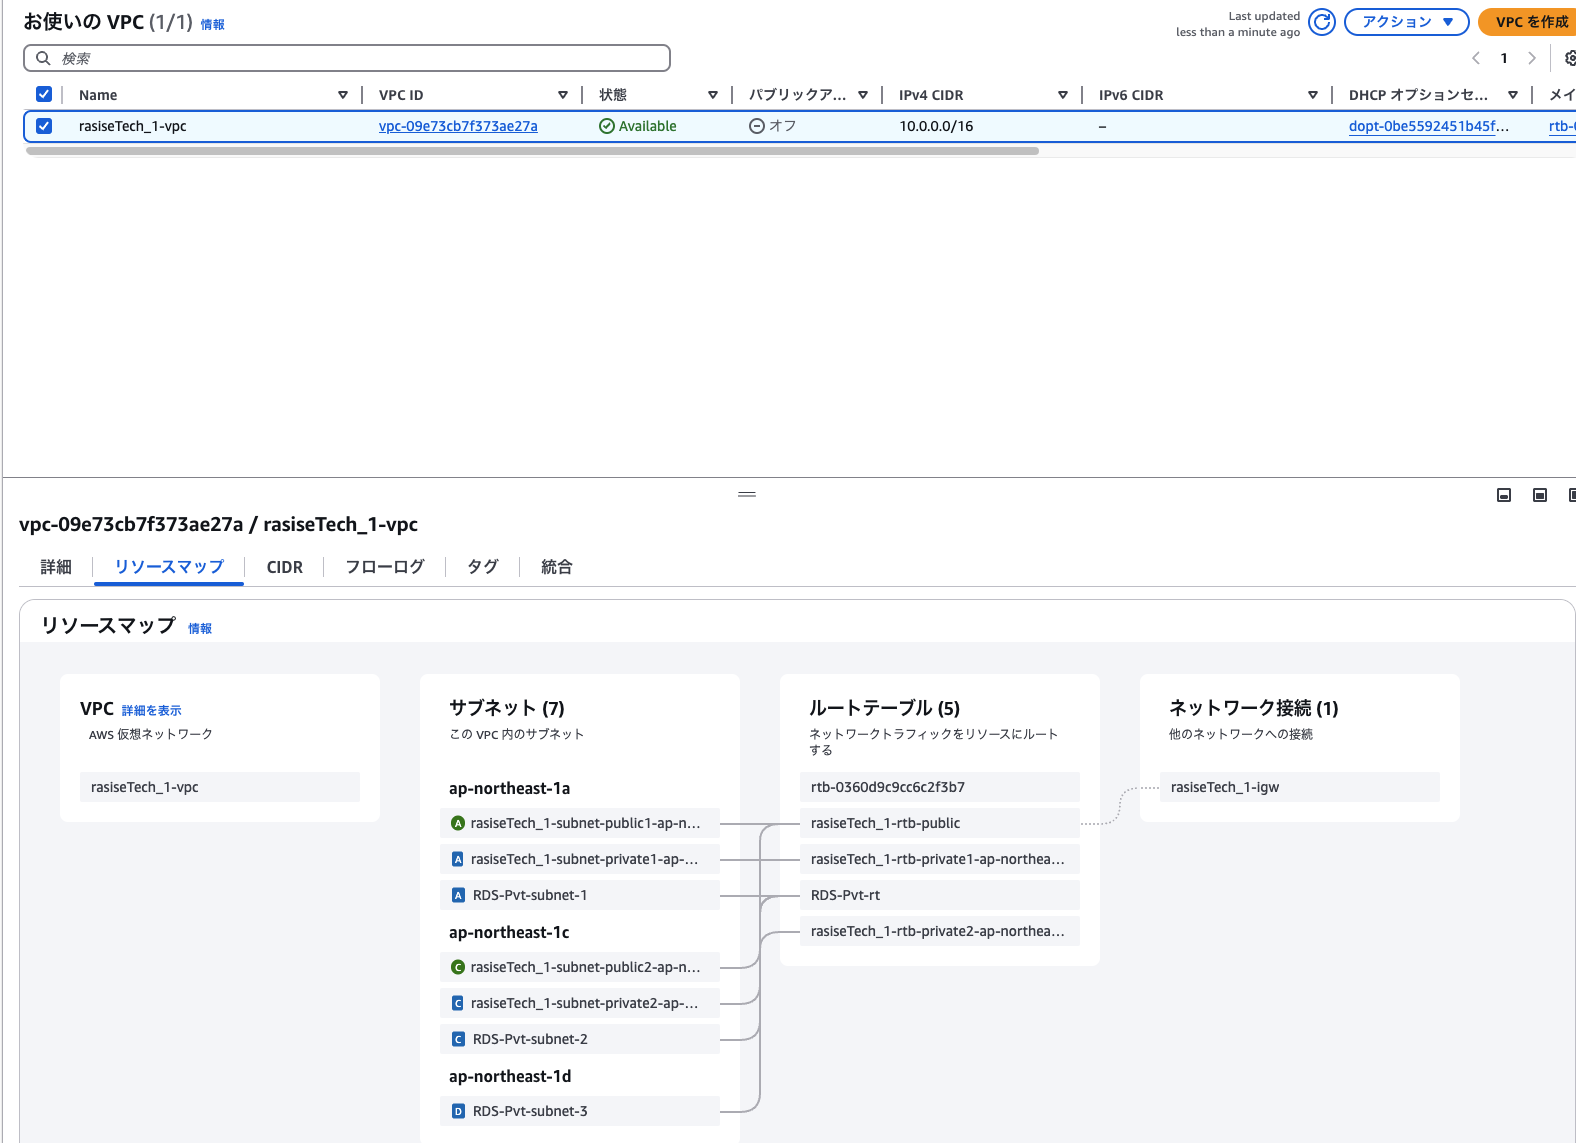 お使いの VPC (1/1) 情報
Last updated
less than a minute ago
アクション
VPC を作成
検索
1
Name
VPC ID
状態
パブリックア...
IPv4 CIDR
IPv6 CIDR
DHCP オプションセ...
メイ
rasiseTech_1-vpc
vpc-09e73cb7f373ae27a
Available
オフ
10.0.0.0/16
–
dopt-0be5592451b45f...
rtb-
vpc-09e73cb7f373ae27a / rasiseTech_1-vpc
詳細
リソースマップ
CIDR
フローログ
タグ
統合
リソースマップ 情報
VPC 詳細を表示
AWS 仮想ネットワーク
rasiseTech_1-vpc
サブネット (7)
この VPC 内のサブネット
ap-northeast-1a
A rasiseTech_1-subnet-public1-ap-n...
A rasiseTech_1-subnet-private1-ap-...
A RDS-Pvt-subnet-1
ap-northeast-1c
C rasiseTech_1-subnet-public2-ap-n...
C rasiseTech_1-subnet-private2-ap-...
C RDS-Pvt-subnet-2
ap-northeast-1d
D RDS-Pvt-subnet-3
ルートテーブル (5)
ネットワークトラフィックをリソースにルート
する
rtb-0360d9c9cc6c2f3b7
rasiseTech_1-rtb-public
rasiseTech_1-rtb-private1-ap-northea...
RDS-Pvt-rt
rasiseTech_1-rtb-private2-ap-northea...
ネットワーク接続 (1)
他のネットワークへの接続
rasiseTech_1-igw